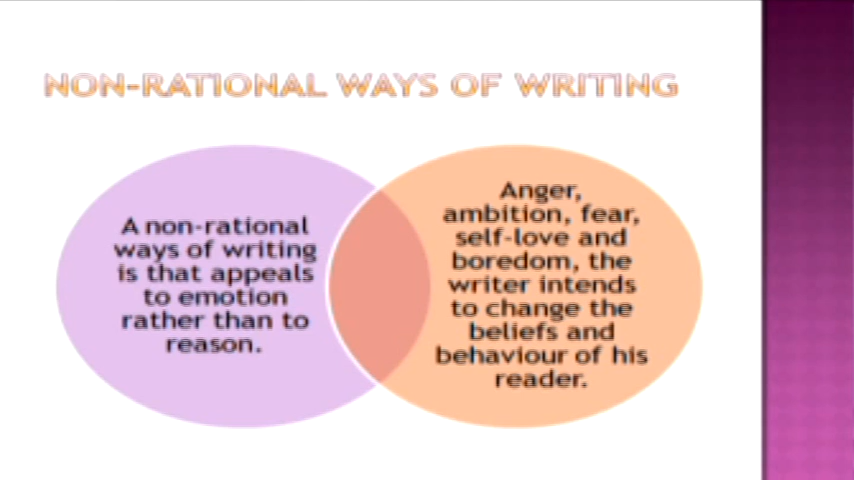 NON-RATIONAL WAYS OF WRITING
A non-rational
ways of writing
is that appeals
to emotion
rather than to
reason.
Anger,
ambition, fear,
self-love and
boredom, the
writer intends
to change the
beliefs and
behaviour of his
reader.